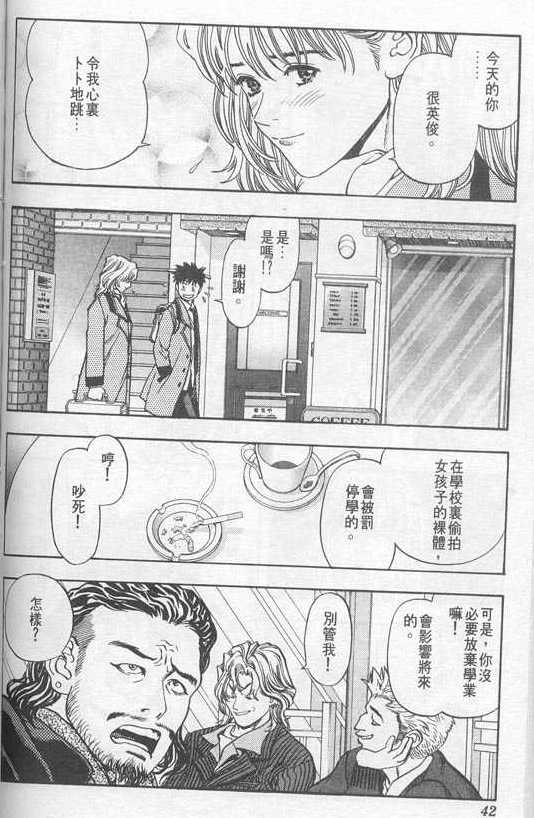 今天的你
……
很英俊。
令我心裏
卜卜地跳…
是…
是嗎!?
謝謝。
COFFEE
在學校裏偷拍
女孩子的裸體，
會被罰
停學的。
哼！
吵死！
可是，你沒
必要放棄學業
嘛！
會影響將來
的。
別管我！
怎樣？
42